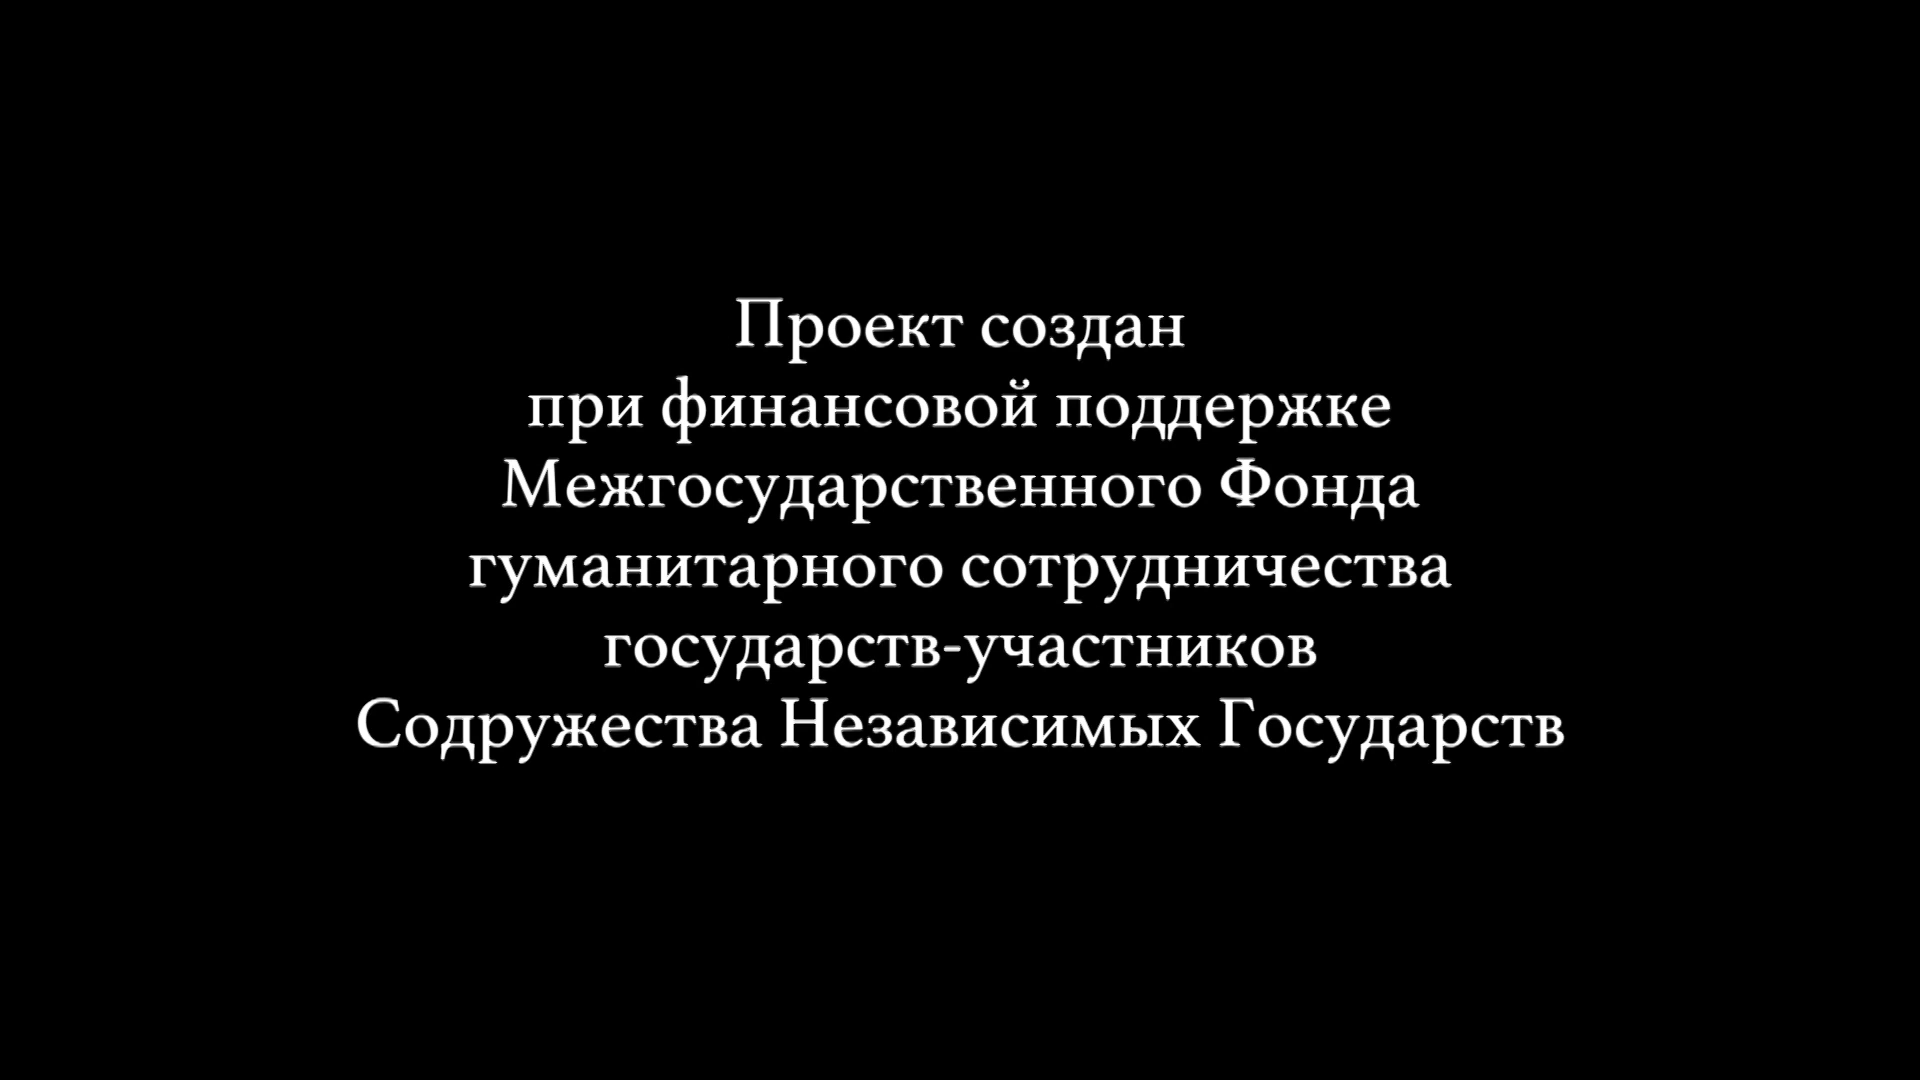 Проект создан
при финансовой поддержке
Межгосударственного Фонда
гуманитарного сотрудничества
государств-участников
Содружества Независимых Государств